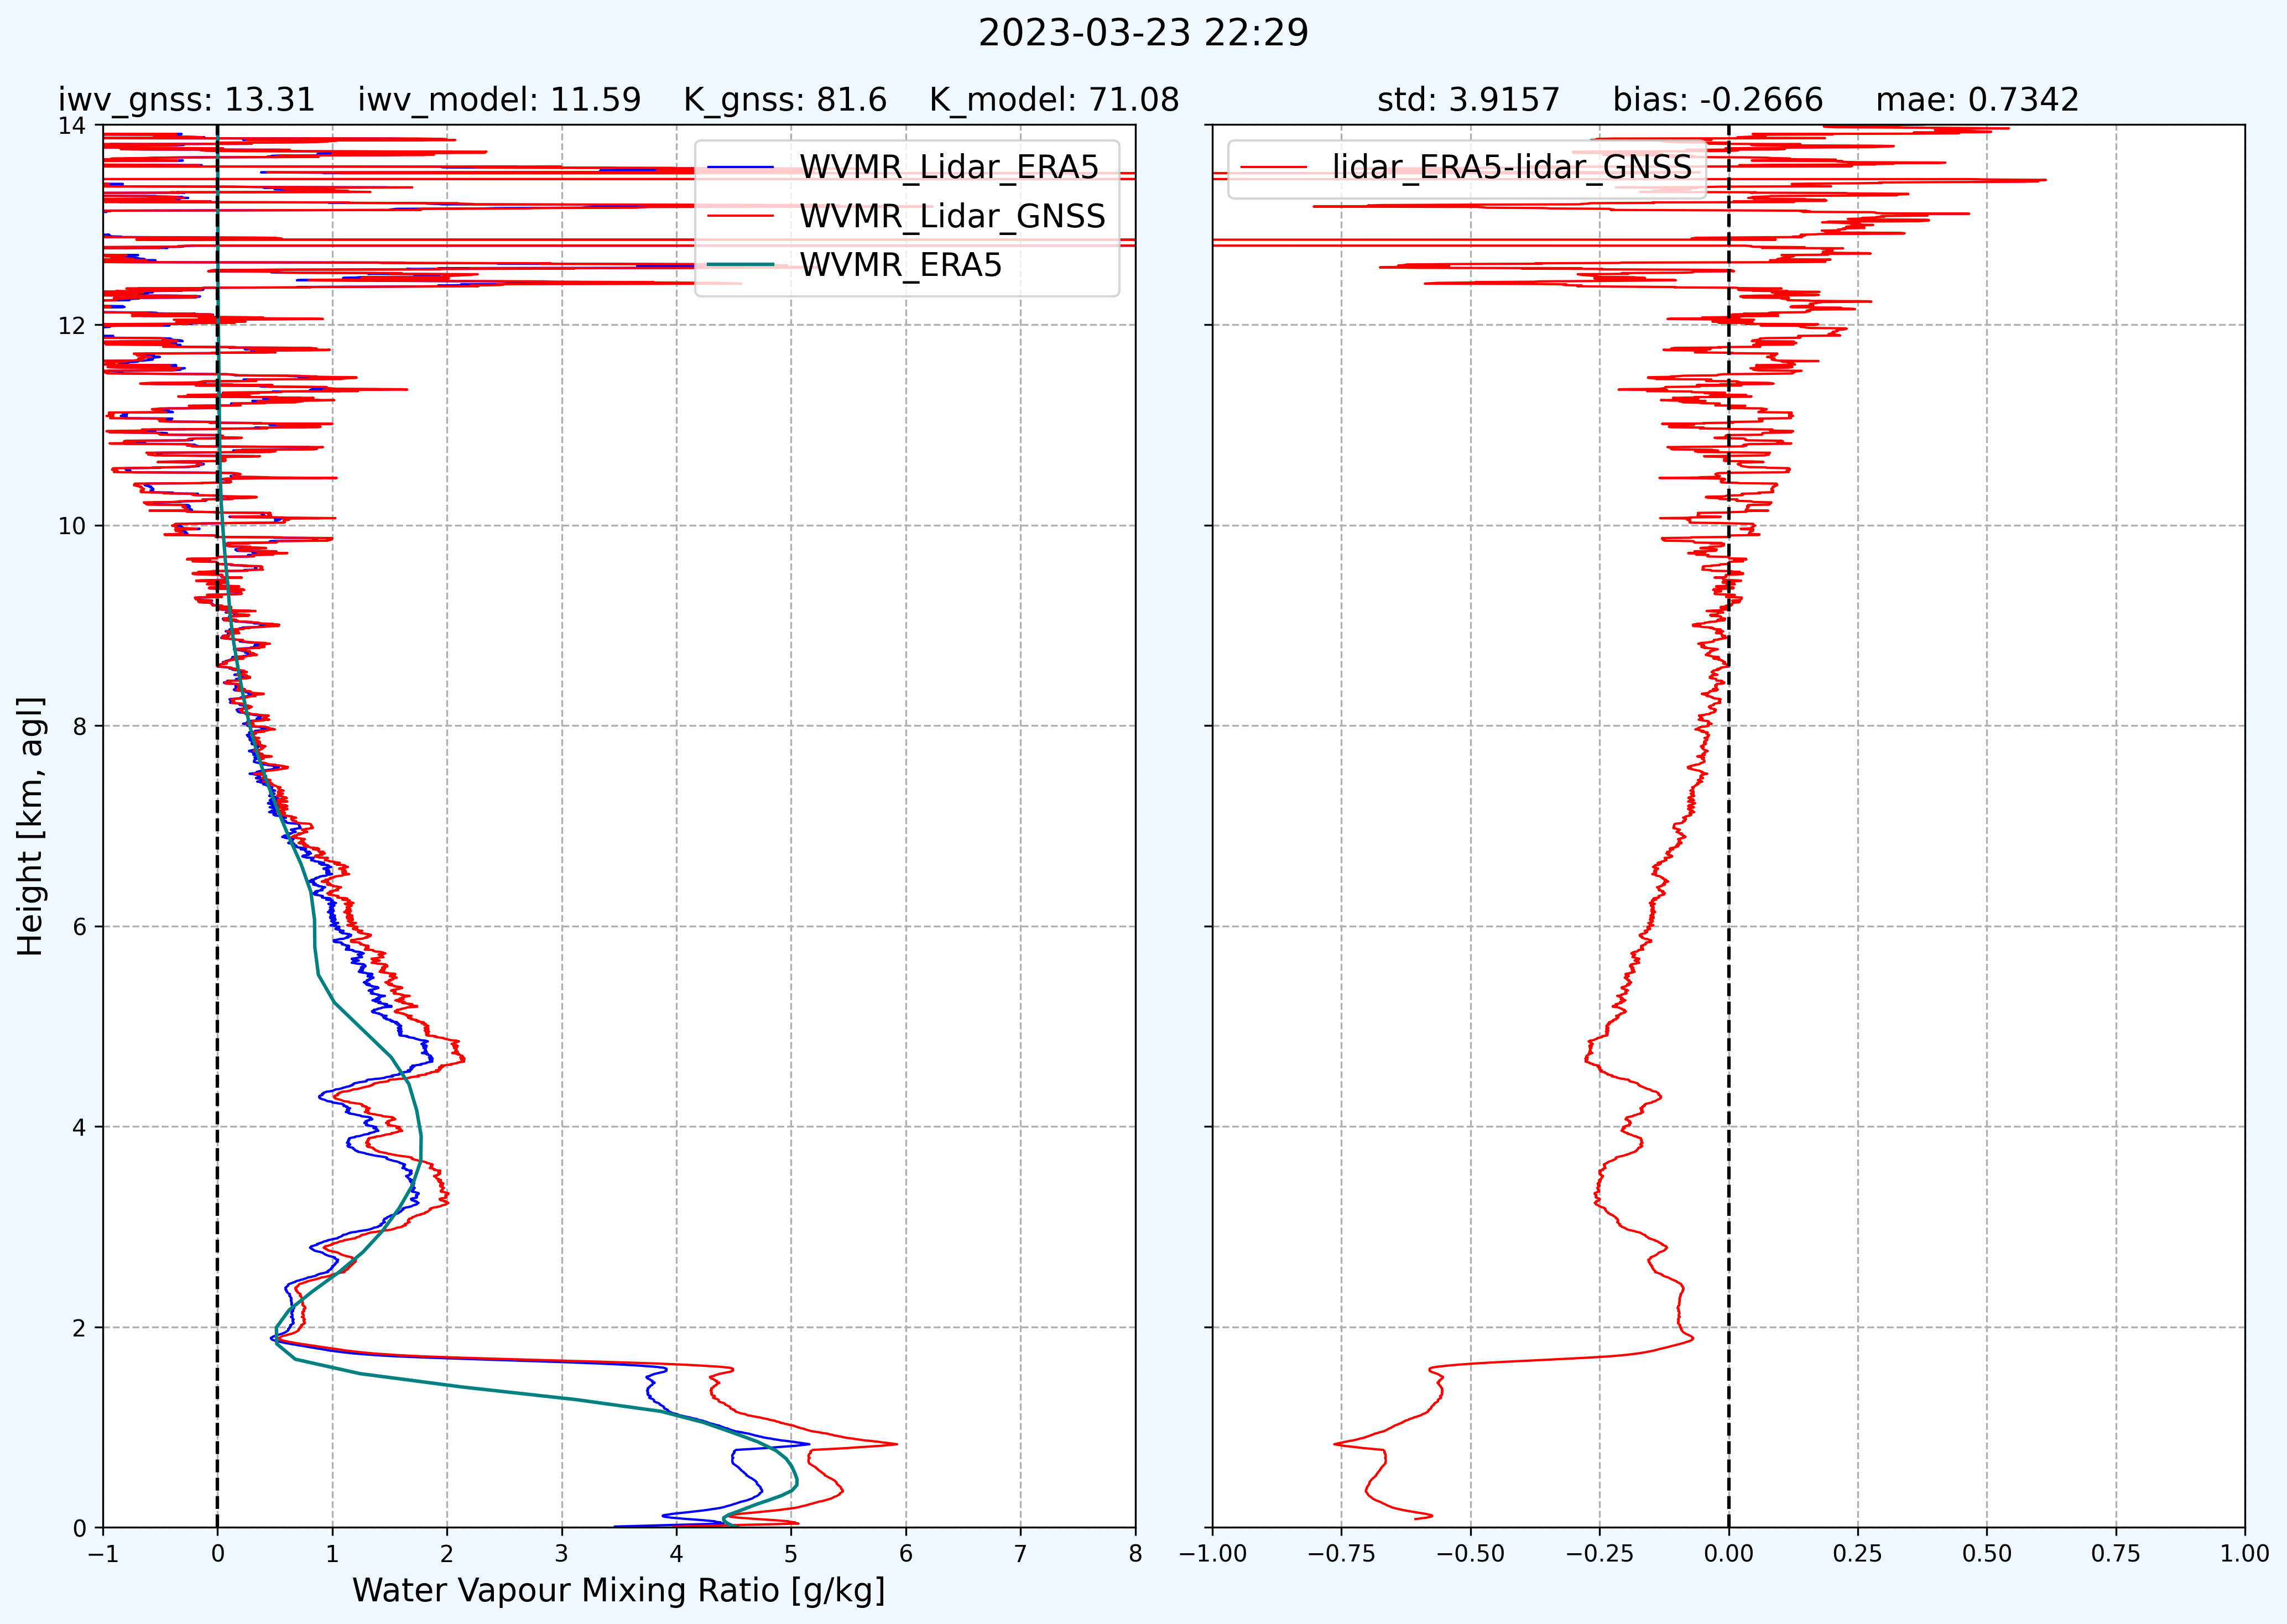 2023-03-23 22:29
iwv_gnss: 13.31 iwv_model: 11.59 K_gnss: 81.6 K_model: 71.08
std: 3.9157 bias: -0.2666 mae: 0.7342
WVMR_Lidar_ERA5
WVMR_Lidar_GNSS
WVMR_ERA5
lidar_ERA5-lidar_GNSS
Height [km, agl]
14
12
10
8
6
4
2
0
−1 0 1 2 3 4 5 6 7 8
Water Vapour Mixing Ratio [g/kg]
−1.00 −0.75 −0.50 −0.25 0.00 0.25 0.50 0.75 1.00